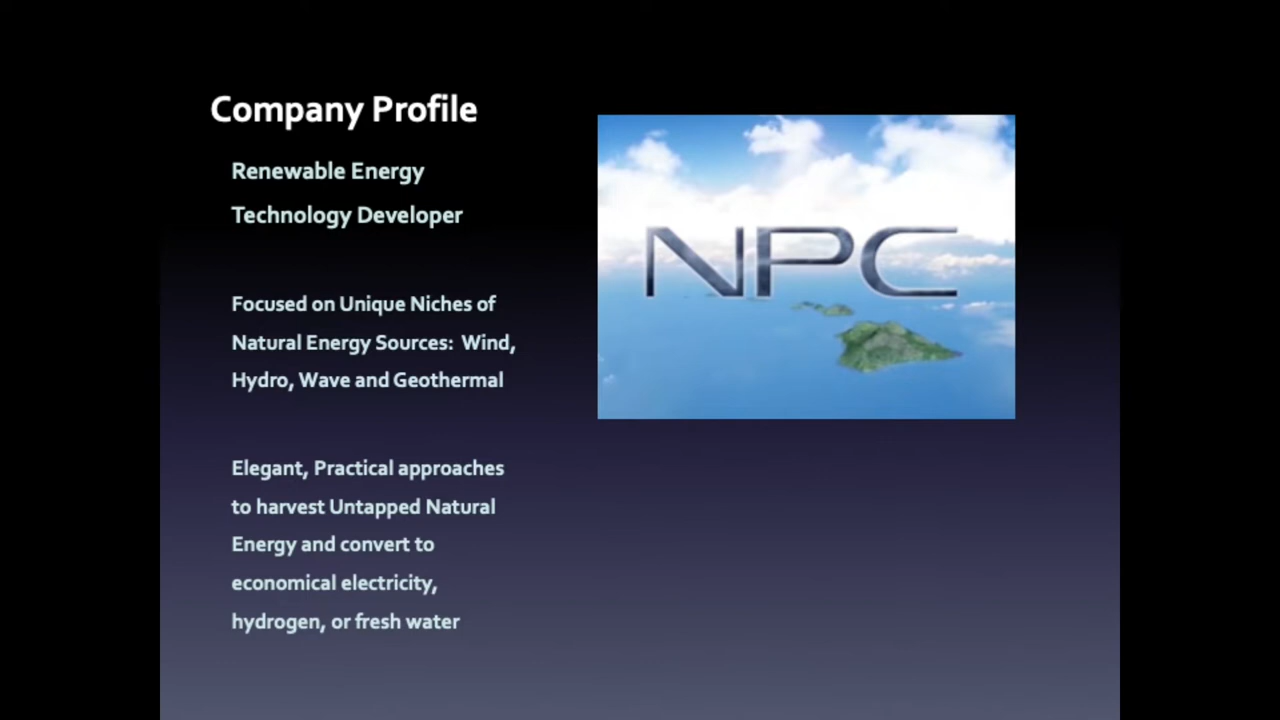 Company Profile
Renewable Energy
Technology Developer
Focused on Unique Niches of
Natural Energy Sources:  Wind,
Hydro, Wave and Geothermal
Elegant, Practical approaches
to harvest Untapped Natural
Energy and convert to
economical electricity,
hydrogen, or fresh water
NPC